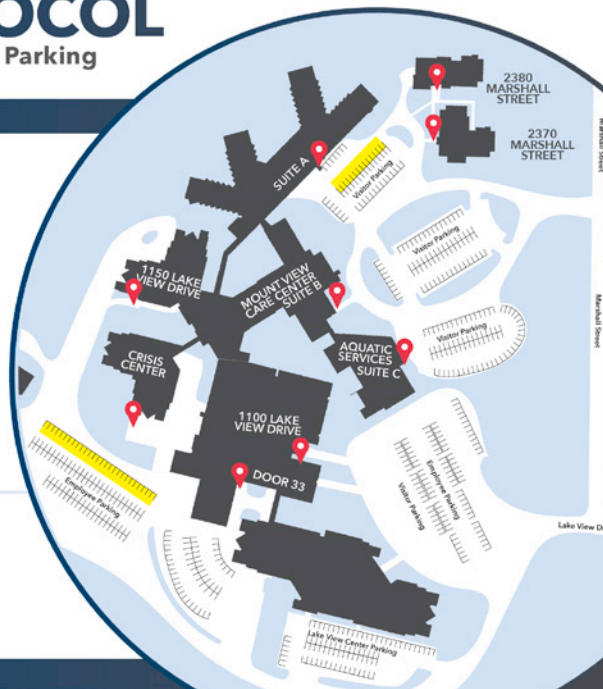 OCOL
Parking
2380
MARSHALL
STREET
2370
MARSHALL
STREET
Marshall Street
SUITE A
Visitor Parking
Visitor Parking
1150 LAKE
VIEW DRIVE
MOUNT VIEW
CARE CENTER
SUITE B
Marshall Street
Visitor Parking
CRISIS
CENTER
AQUATIC
SERVICES
SUITE C
1100 LAKE
VIEW DRIVE
DOOR 33
Employee Parking
Employee Parking
Visitor Parking
Lake View D
Lake View Center Parking